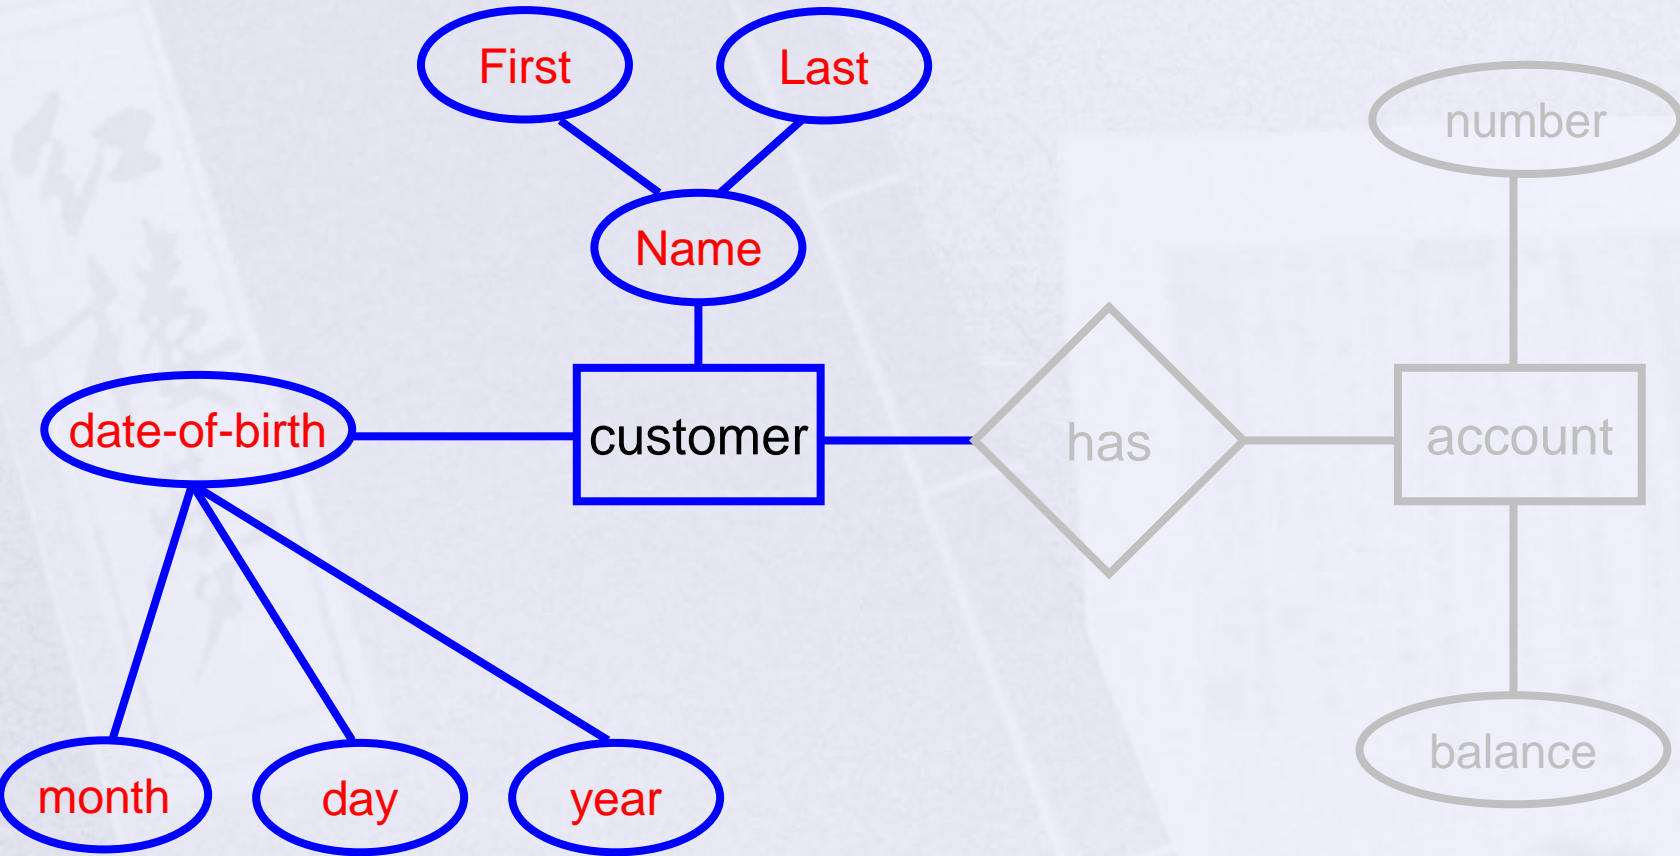 First
Last
number
Name
date-of-birth
customer
has
account
balance
month
day
year